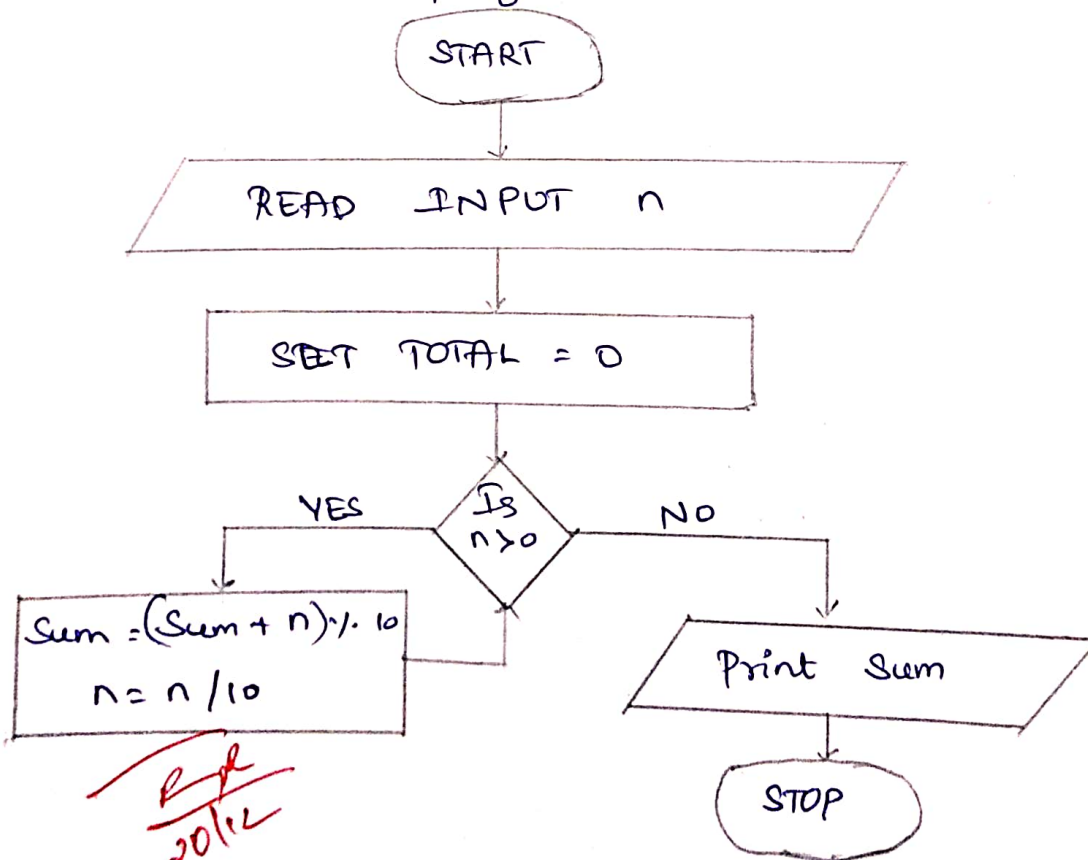 START
READ INPUT n
SET TOTAL = 0
Is
n>0
YES
NO
Sum = (Sum + n) % 10
n = n /10
Print Sum
STOP
20/12